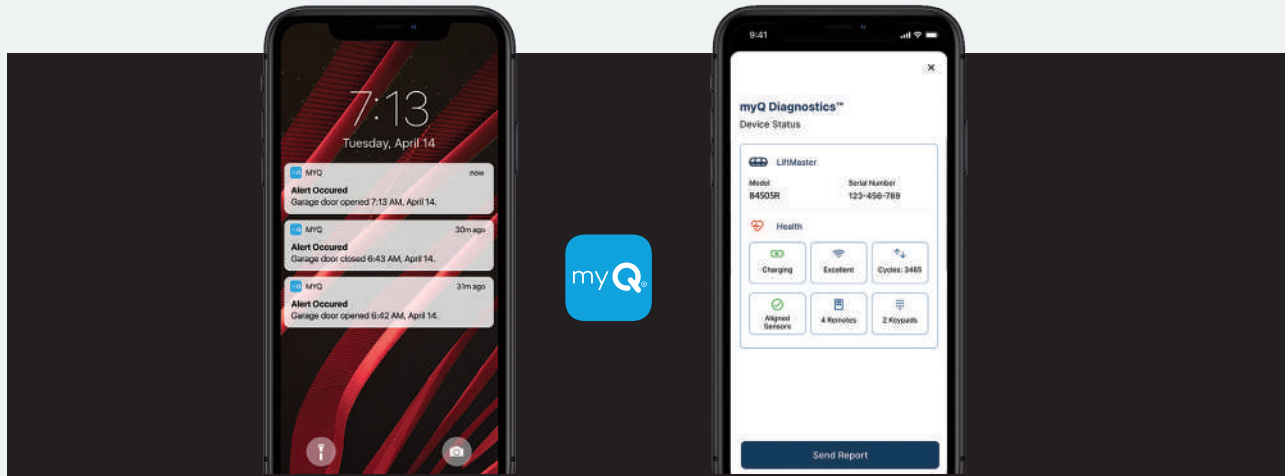 7:13
Tuesday, April 14
MYQ
now
Alert Occured
Garage door opened 7:13 AM, April 14.
MYQ
30m ago
Alert Occured
Garage door closed 6:43 AM, April 14.
MYQ
31m ago
Alert Occured
Garage door opened 6:42 AM, April 14.
myQ®
9:41
myQ Diagnostics™
Device Status
LiftMaster
Model
Serial Number
84505R
123-456-789
Health
Charging
Excellent
Cycles: 3465
Aligned
Sensors
4 Remotes
2 Keypads
Send Report